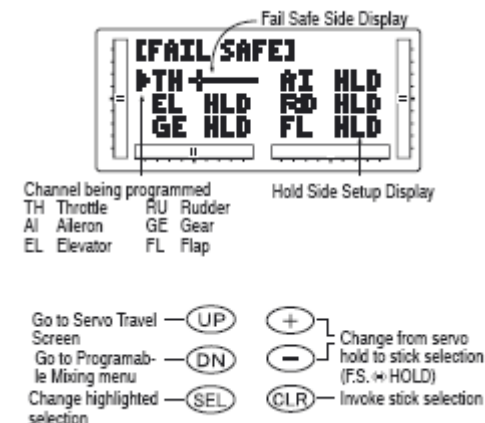 Fail Safe Side Display
[FAIL SAFE]
TH AI HLD
EL HLD RD HLD
GE HLD FL HLD
Channel being programmed
TH Throttle RU Rudder
AI Aileron GE Gear
EL Elevator FL Flap
Hold Side Setup Display
Go to Servo Travel
Screen
UP
Go to Programab-
le Mixing menu
DN
Change highlighted
selection
SEL
+
−
Change from servo
hold to stick selection
(F.S.⇔HOLD)
CLR
Invoke stick selection